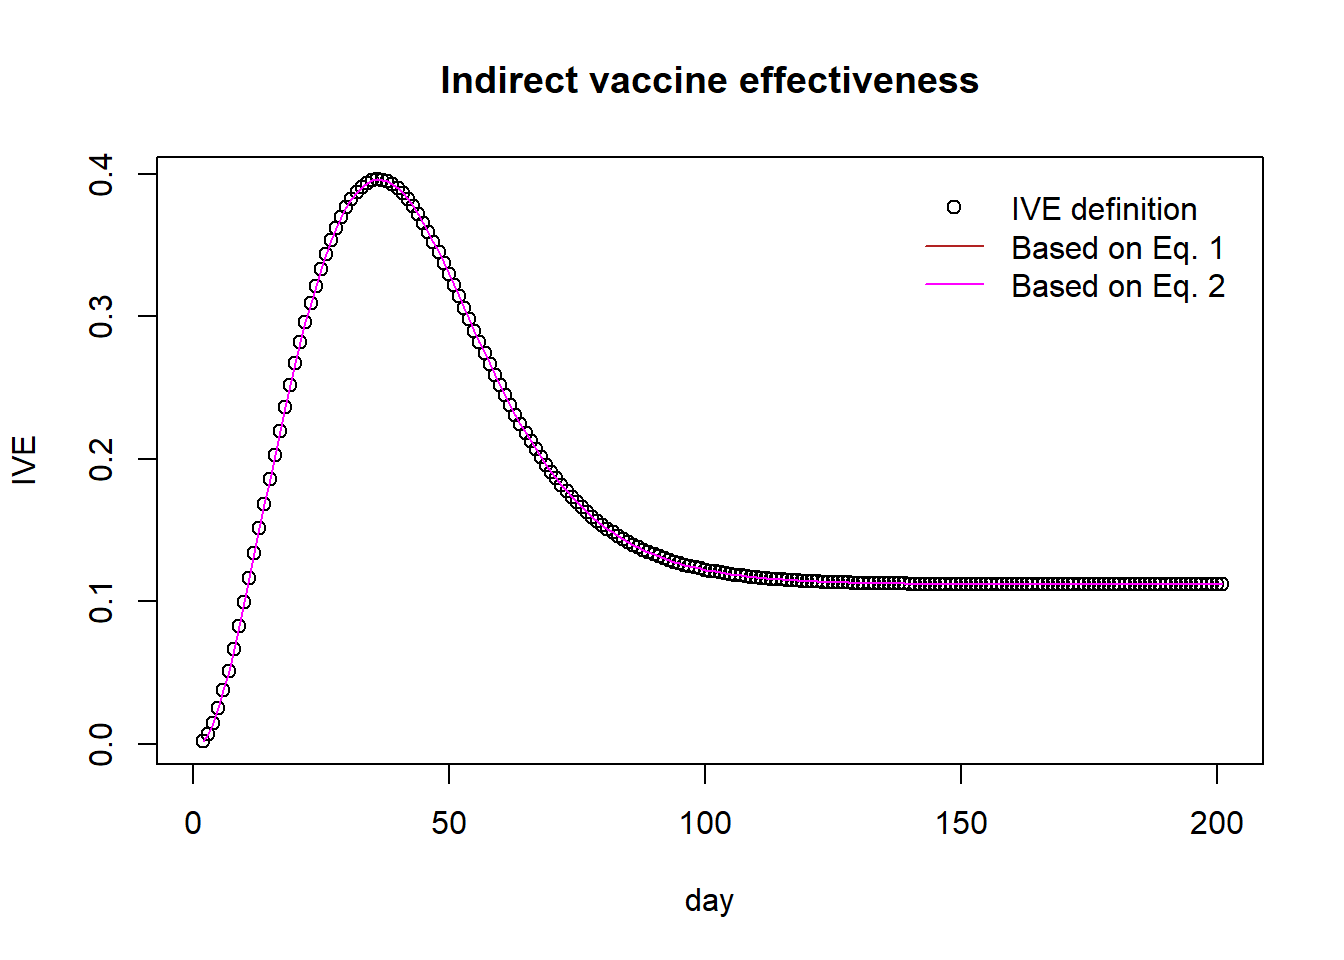 Indirect vaccine effectiveness
IVE definition
Based on Eq. 1
Based on Eq. 2
IVE
0.4
0.3
0.2
0.1
0.0
0 50 100 150 200
day